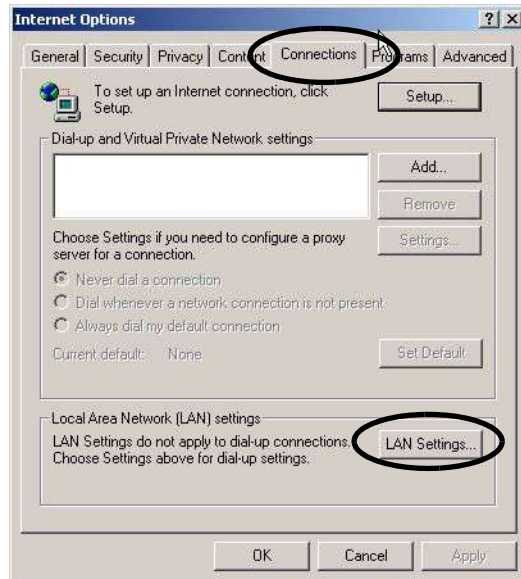 Internet Options
General Security Privacy Content Connections Programs Advanced
To set up an Internet connection, click
Setup.
Setup...
Dial-up and Virtual Private Network settings
Add...
Remove
Choose Settings if you need to configure a proxy
server for a connection.
Settings...
Never dial a connection
Dial whenever a network connection is not present
Always dial my default connection
Current default: None
Set Default
Local Area Network (LAN) settings
LAN Settings do not apply to dial-up connections.
Choose Settings above for dial-up settings.
LAN Settings...
OK Cancel Apply